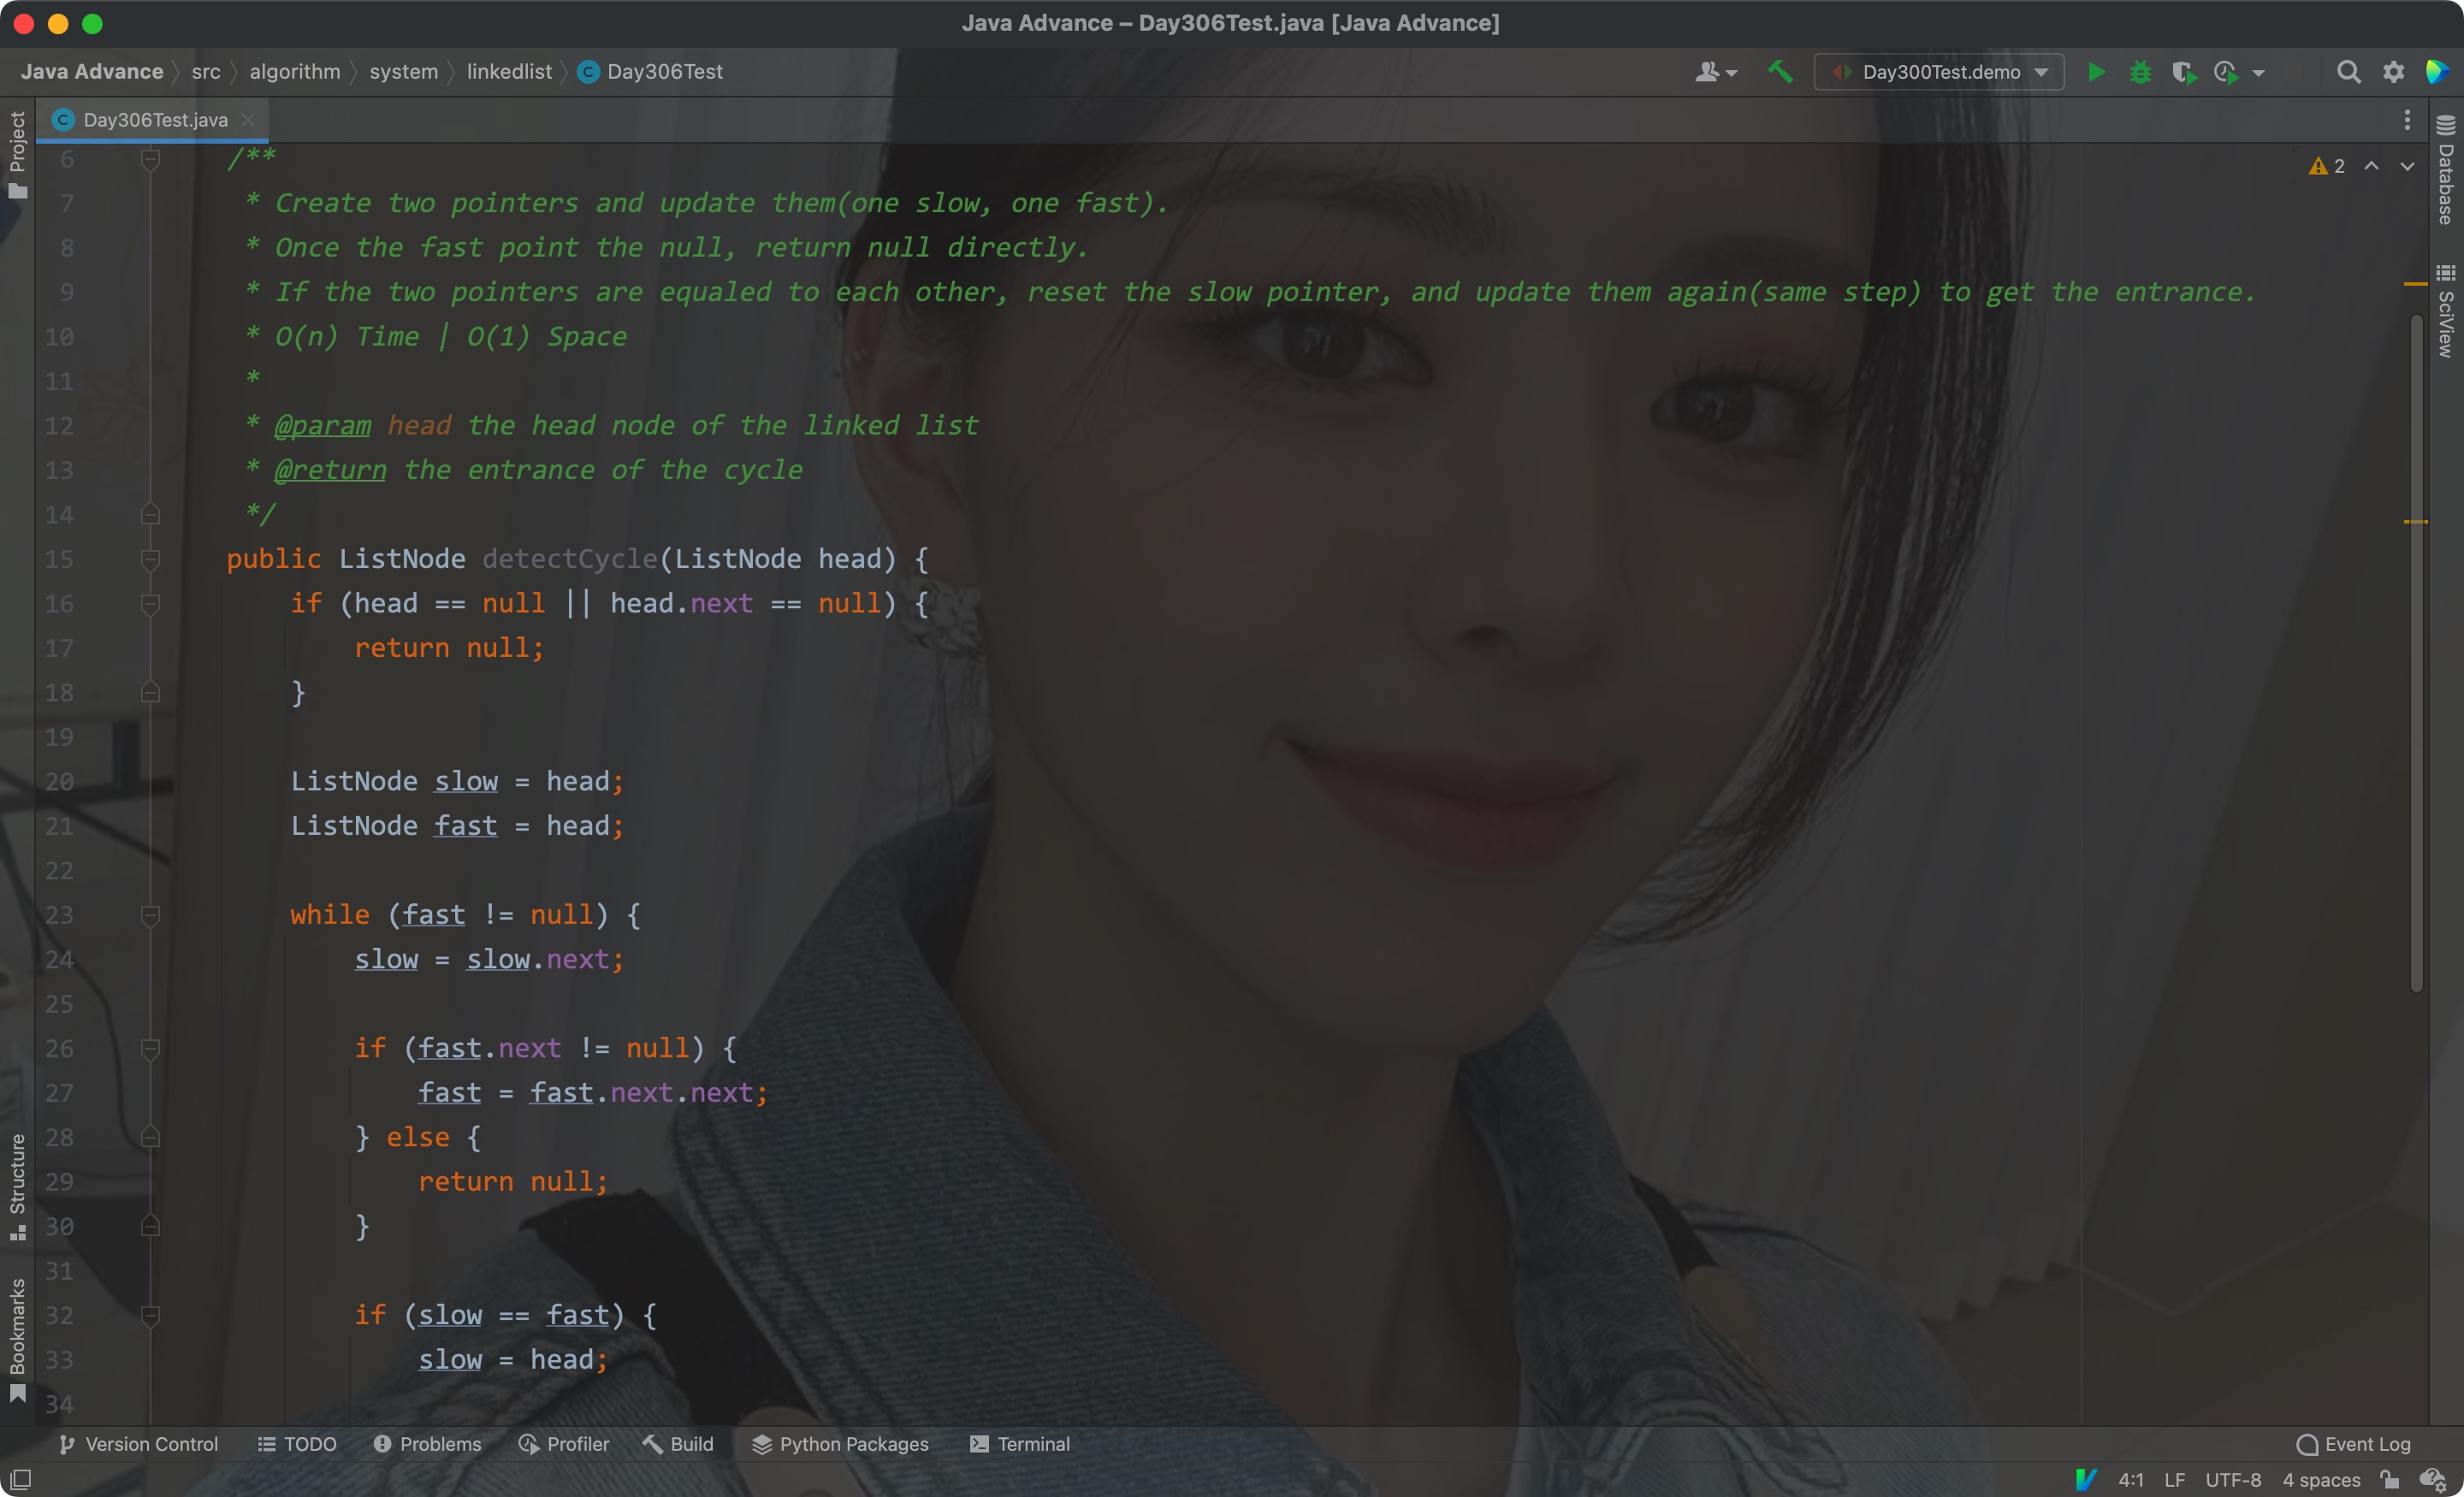 Java Advance – Day306Test.java [Java Advance]
Java Advance src algorithm system linkedlist Day306Test
Day300Test.demo
Day306Test.java
Project
Database
SciView
Structure
Bookmarks
2
6 /**
7 * Create two pointers and update them(one slow, one fast).
8 * Once the fast point the null, return null directly.
9 * If the two pointers are equaled to each other, reset the slow pointer, and update them again(same step) to get the entrance.
10 * O(n) Time | O(1) Space
11 *
12 * @param head the head node of the linked list
13 * @return the entrance of the cycle
14 */
15 public ListNode detectCycle(ListNode head) {
16 if (head == null || head.next == null) {
17 return null;
18 }
19
20 ListNode slow = head;
21 ListNode fast = head;
22
23 while (fast != null) {
24 slow = slow.next;
25
26 if (fast.next != null) {
27 fast = fast.next.next;
28 } else {
29 return null;
30 }
31
32 if (slow == fast) {
33 slow = head;
34
Version Control TODO Problems Profiler Build Python Packages Terminal Event Log
4:1 LF UTF-8 4 spaces